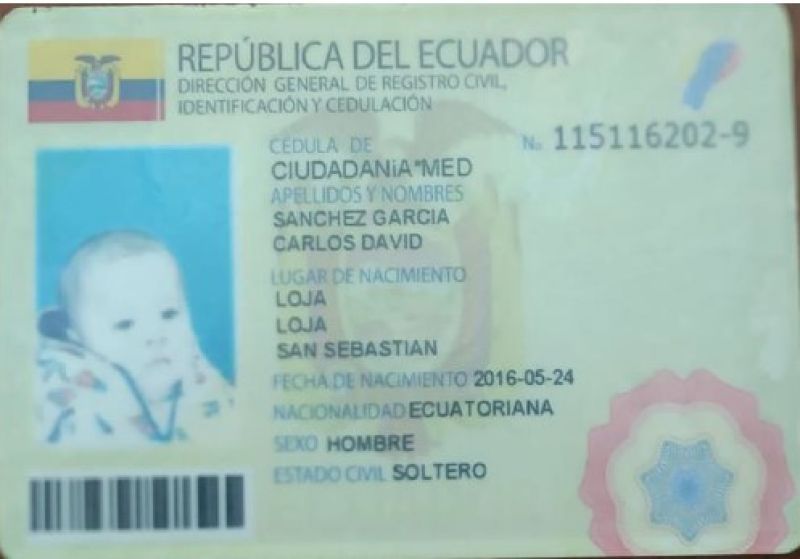 REPÚBLICA DEL ECUADOR
DIRECCIÓN GENERAL DE REGISTRO CIVIL,
IDENTIFICACIÓN Y CEDULACIÓN
CÉDULA DE No. 115116202-9
CIUDADANiA*MED
APELLIDOS Y NOMBRES
SANCHEZ GARCIA
CARLOS DAVID
LUGAR DE NACIMIENTO
LOJA
LOJA
SAN SEBASTIAN
FECHA DE NACIMIENTO 2016-05-24
NACIONALIDAD ECUATORIANA
SEXO HOMBRE
ESTADO CIVIL SOLTERO